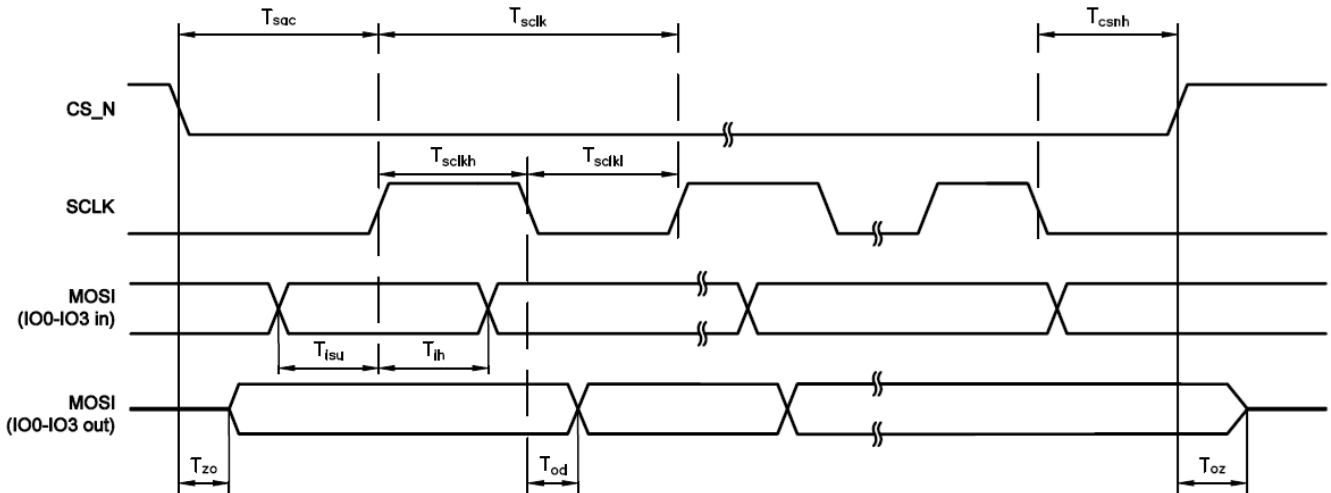 Tsac Tsclk Tcsnh
CS_N
Tsclkh Tsclkl
SCLK
MOSI
(IO0-IO3 in)
Tisu Tih
MOSI
(IO0-IO3 out)
Tzo Tod Toz